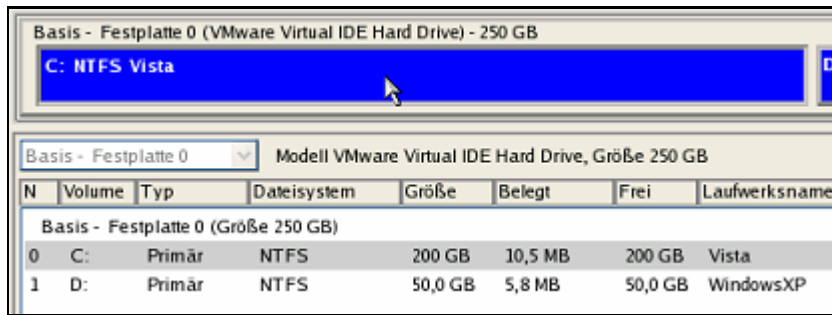 Basis - Festplatte 0 (VMware Virtual IDE Hard Drive) - 250 GB
C: NTFS Vista D
Basis - Festplatte 0 Modell VMware Virtual IDE Hard Drive, Größe 250 GB
N Volume Typ Dateisystem Größe Belegt Frei Laufwerksname
Basis - Festplatte 0 (Größe 250 GB)
0 C: Primär NTFS 200 GB 10,5 MB 200 GB Vista
1 D: Primär NTFS 50,0 GB 5,8 MB 50,0 GB WindowsXP